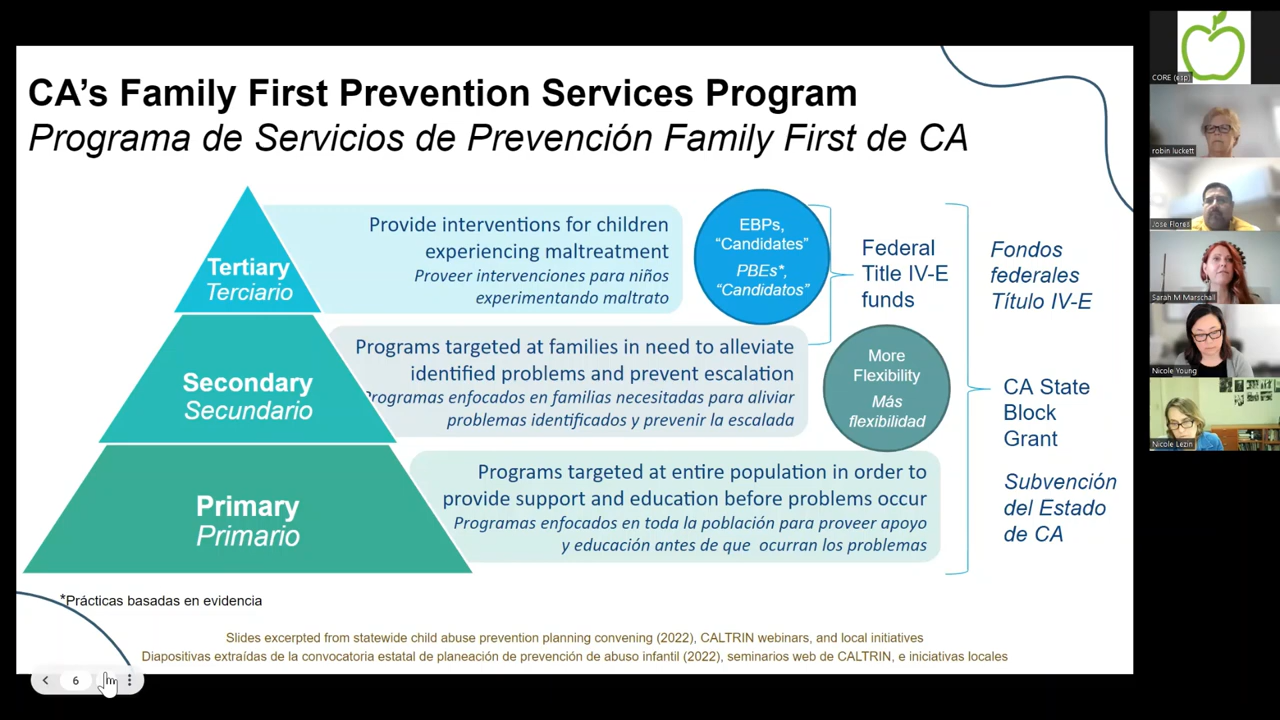 CA's Family First Prevention Services Program
Programa de Servicios de Prevención Family First de CA
Tertiary
Terciario
Provide interventions for children
experiencing maltreatment
Proveer intervenciones para niños
experimentando maltrato
EBPs,
"Candidates"
PBEs*,
"Candidatos"
Federal
Title IV-E
funds
Fondos
federales
Título IV-E
Secondary
Secundario
Programs targeted at families in need to alleviate
identified problems and prevent escalation
Programas enfocados en familias necesitadas para aliviar
problemas identificados y prevenir la escalada
More
Flexibility
Más
flexibilidad
CA State
Block
Grant
Subvención
del Estado
de CA
Primary
Primario
Programs targeted at entire population in order to
provide support and education before problems occur
Programas enfocados en toda la población para proveer apoyo
y educación antes de que ocurran los problemas
*Prácticas basadas en evidencia
Slides excerpted from statewide child abuse prevention planning convening (2022), CALTRIN webinars, and local initiatives
Diapositivas extraídas de la convocatoria estatal de planeación de prevención de abuso infantil (2022), seminarios web de CALTRIN, e iniciativas locales
6
CORE (esp)
robin luckett
Jose Flores
Sarah M Marschall
Nicole Young
Nicole Lezin